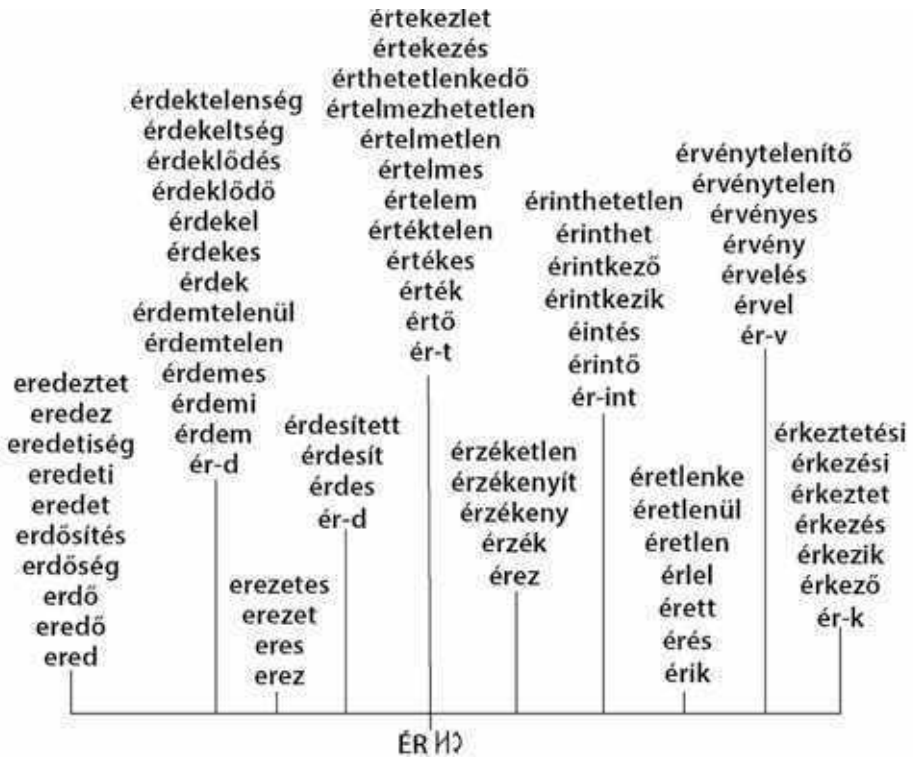 értekezlet
értekezés
érthetetlenkedő
értelmezhetetlen
értelmetlen
értelmes
értelem
értéktelen
értékes
érték
értő
ér-t
érdektelenség
érdekeltség
érdeklődés
érdeklődő
érdekel
érdekes
érdek
érdemtelenül
érdemtelen
érdemes
érdemi
érdem
ér-d
érvénytelenítő
érvénytelen
érvényes
érvény
érvelés
érvel
ér-v
érinthetetlen
érinthet
érintkező
érintkezik
éintés
érintő
ér-int
eredeztet
eredez
eredetiség
eredeti
eredet
erdősítés
erdőség
erdő
eredő
ered
érdesített
érdesít
érdes
ér-d
érzéketlen
érzékenyít
érzékeny
érzék
érez
éretlenke
éretlenül
éretlen
érlel
érett
érés
érik
érkeztetési
érkezési
érkeztet
érkezés
érkezik
érkező
ér-k
erezetes
erezet
eres
erez
ÉR